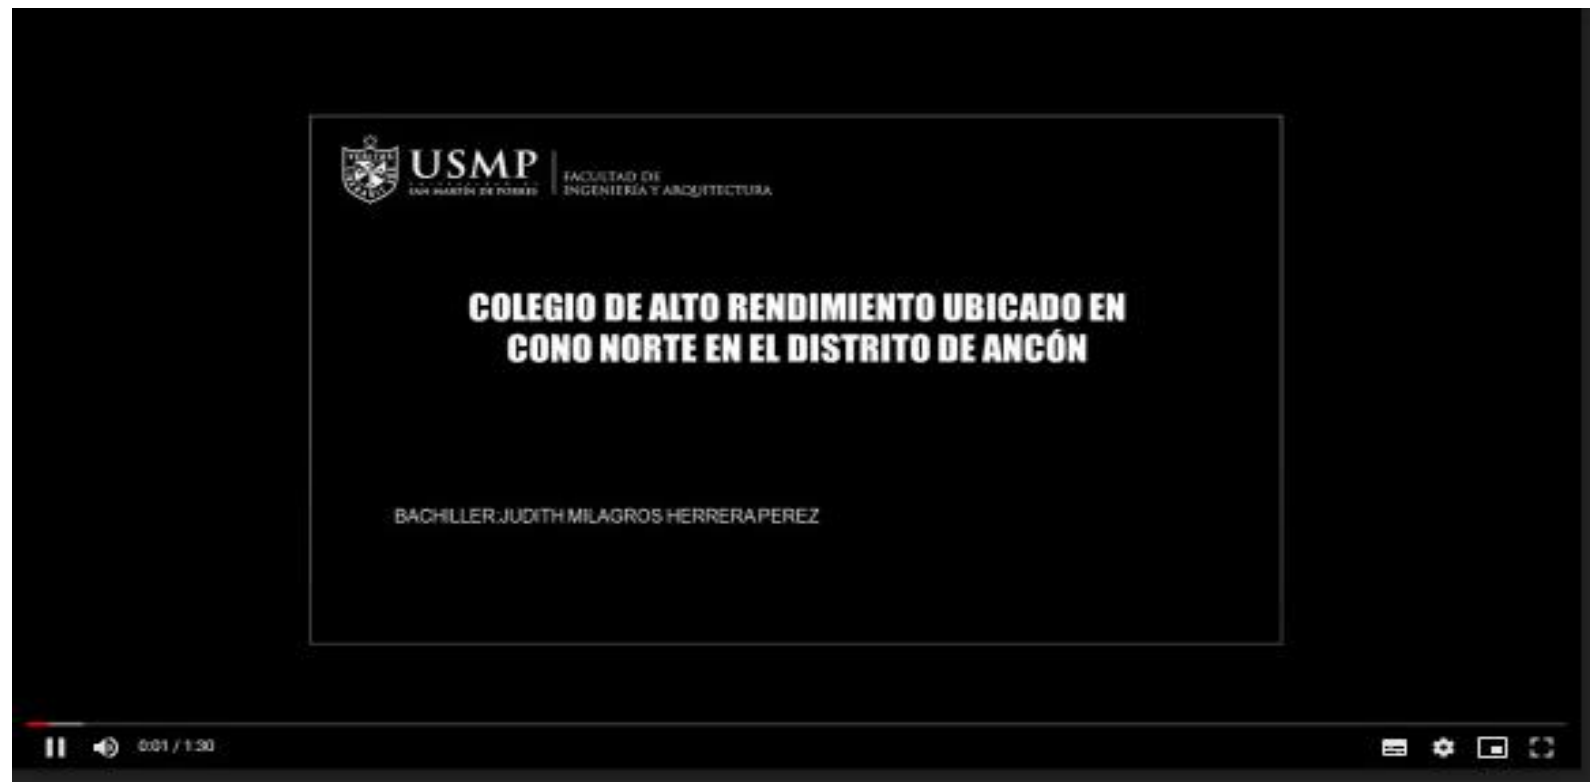 USMP
SAN MARTÍN DE PORRES
FACULTAD DE
INGENIERÍA Y ARQUITECTURA
COLEGIO DE ALTO RENDIMIENTO UBICADO EN
CONO NORTE EN EL DISTRITO DE ANCÓN
BACHILLER:JUDITH MILAGROS HERRERA PEREZ
0:01 / 1:30